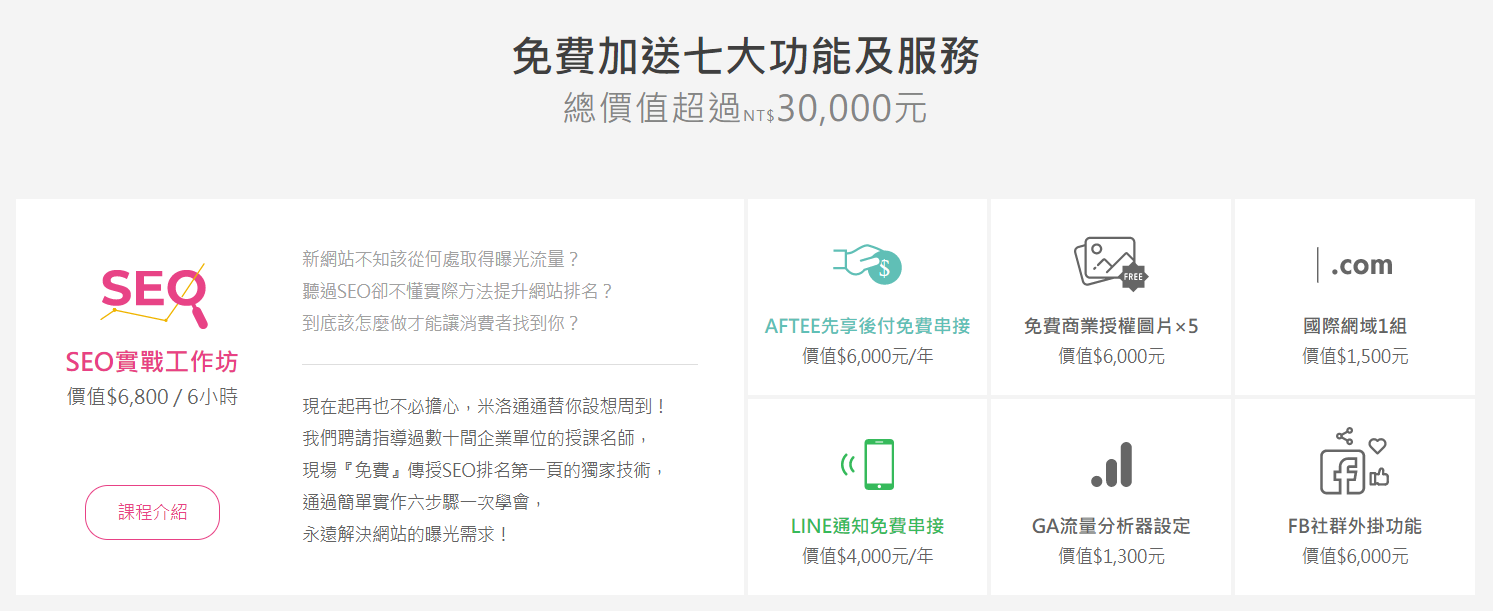 免費加送七大功能及服務
總價值超過NT$30,000元
SEO
SEO實戰工作坊
價值$6,800 / 6小時
課程介紹
新網站不知該從何處取得曝光流量？
聽過SEO卻不懂實際方法提升網站排名？
到底該怎麼做才能讓消費者找到你？
現在起再也不必擔心，米洛通通替你設想周到！
我們聘請指導過數十間企業單位的授課名師，
現場『免費』傳授SEO排名第一頁的獨家技術，
通過簡單實作六步驟一次學會，
永遠解決網站的曝光需求！
$
AFTEE先享後付免費串接
價值$6,000元/年
FREE
免費商業授權圖片×5
價值$6,000元
.com
國際網域1組
價值$1,500元
LINE通知免費串接
價值$4,000元/年
GA流量分析器設定
價值$1,300元
FB社群外掛功能
價值$6,000元